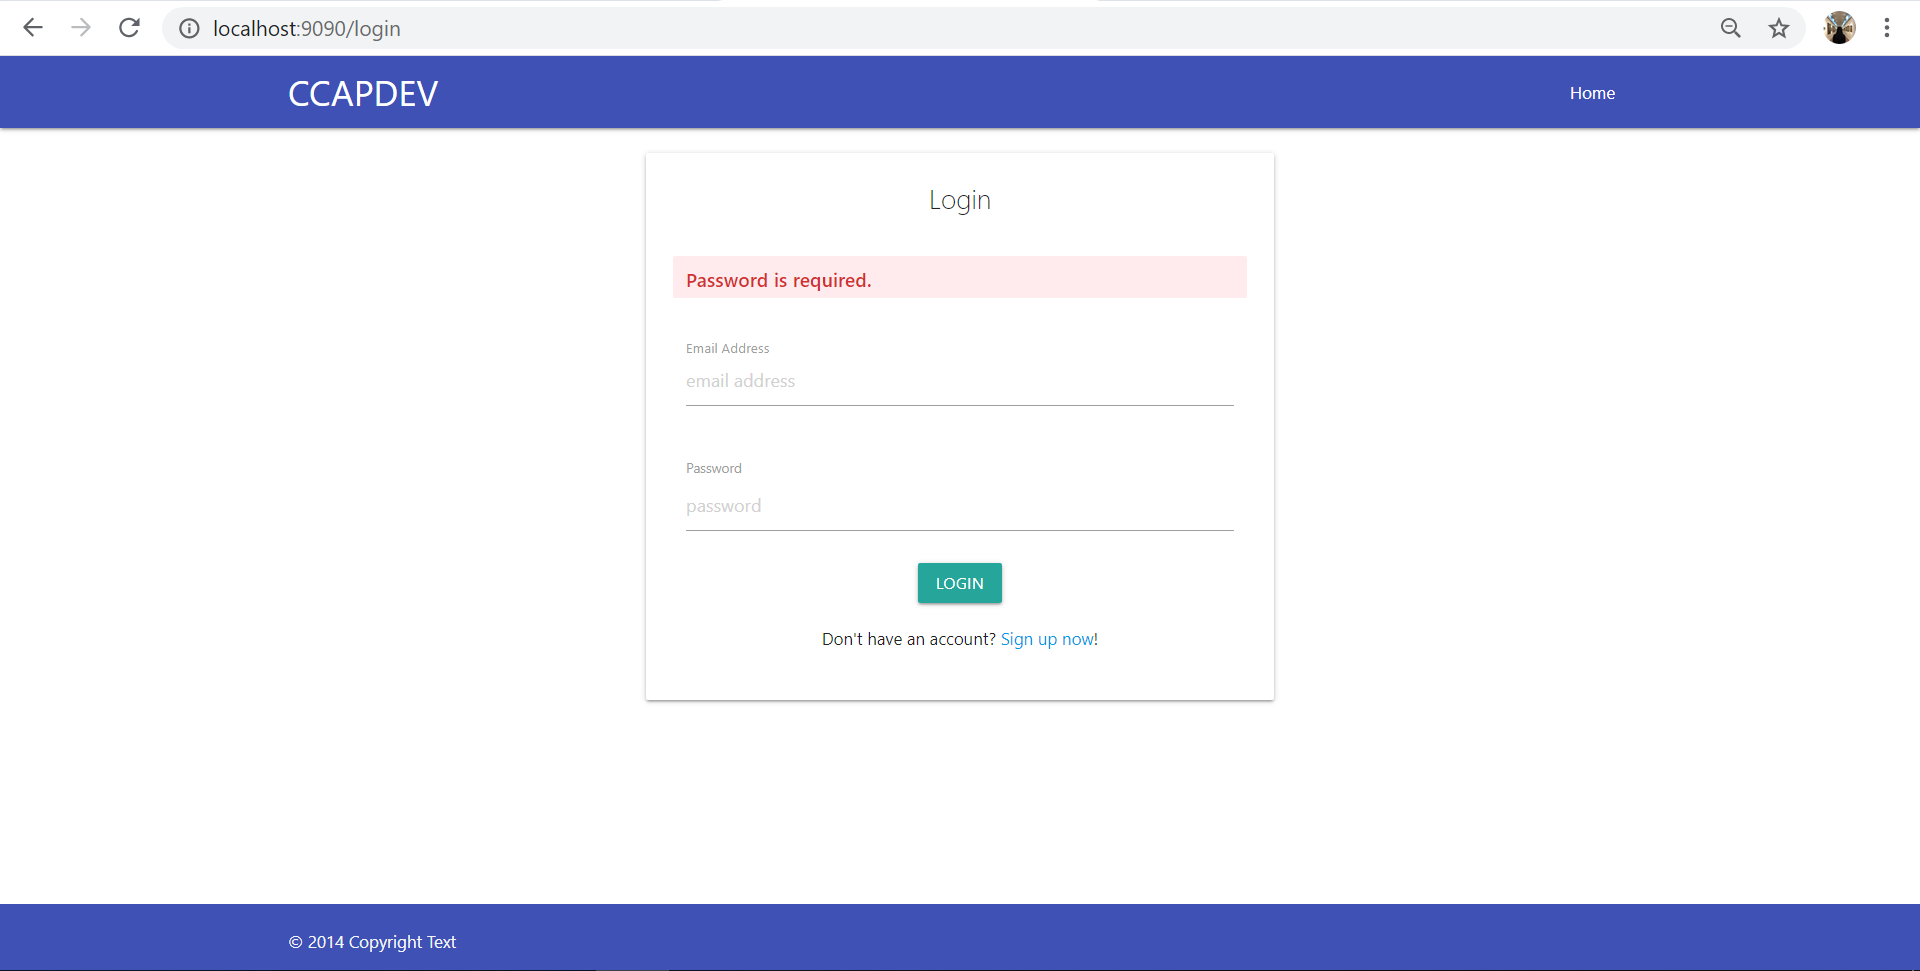 localhost:9090/login
CCAPDEV
Home
Login
Password is required.
Email Address
email address
Password
password
LOGIN
Don't have an account? Sign up now!
© 2014 Copyright Text